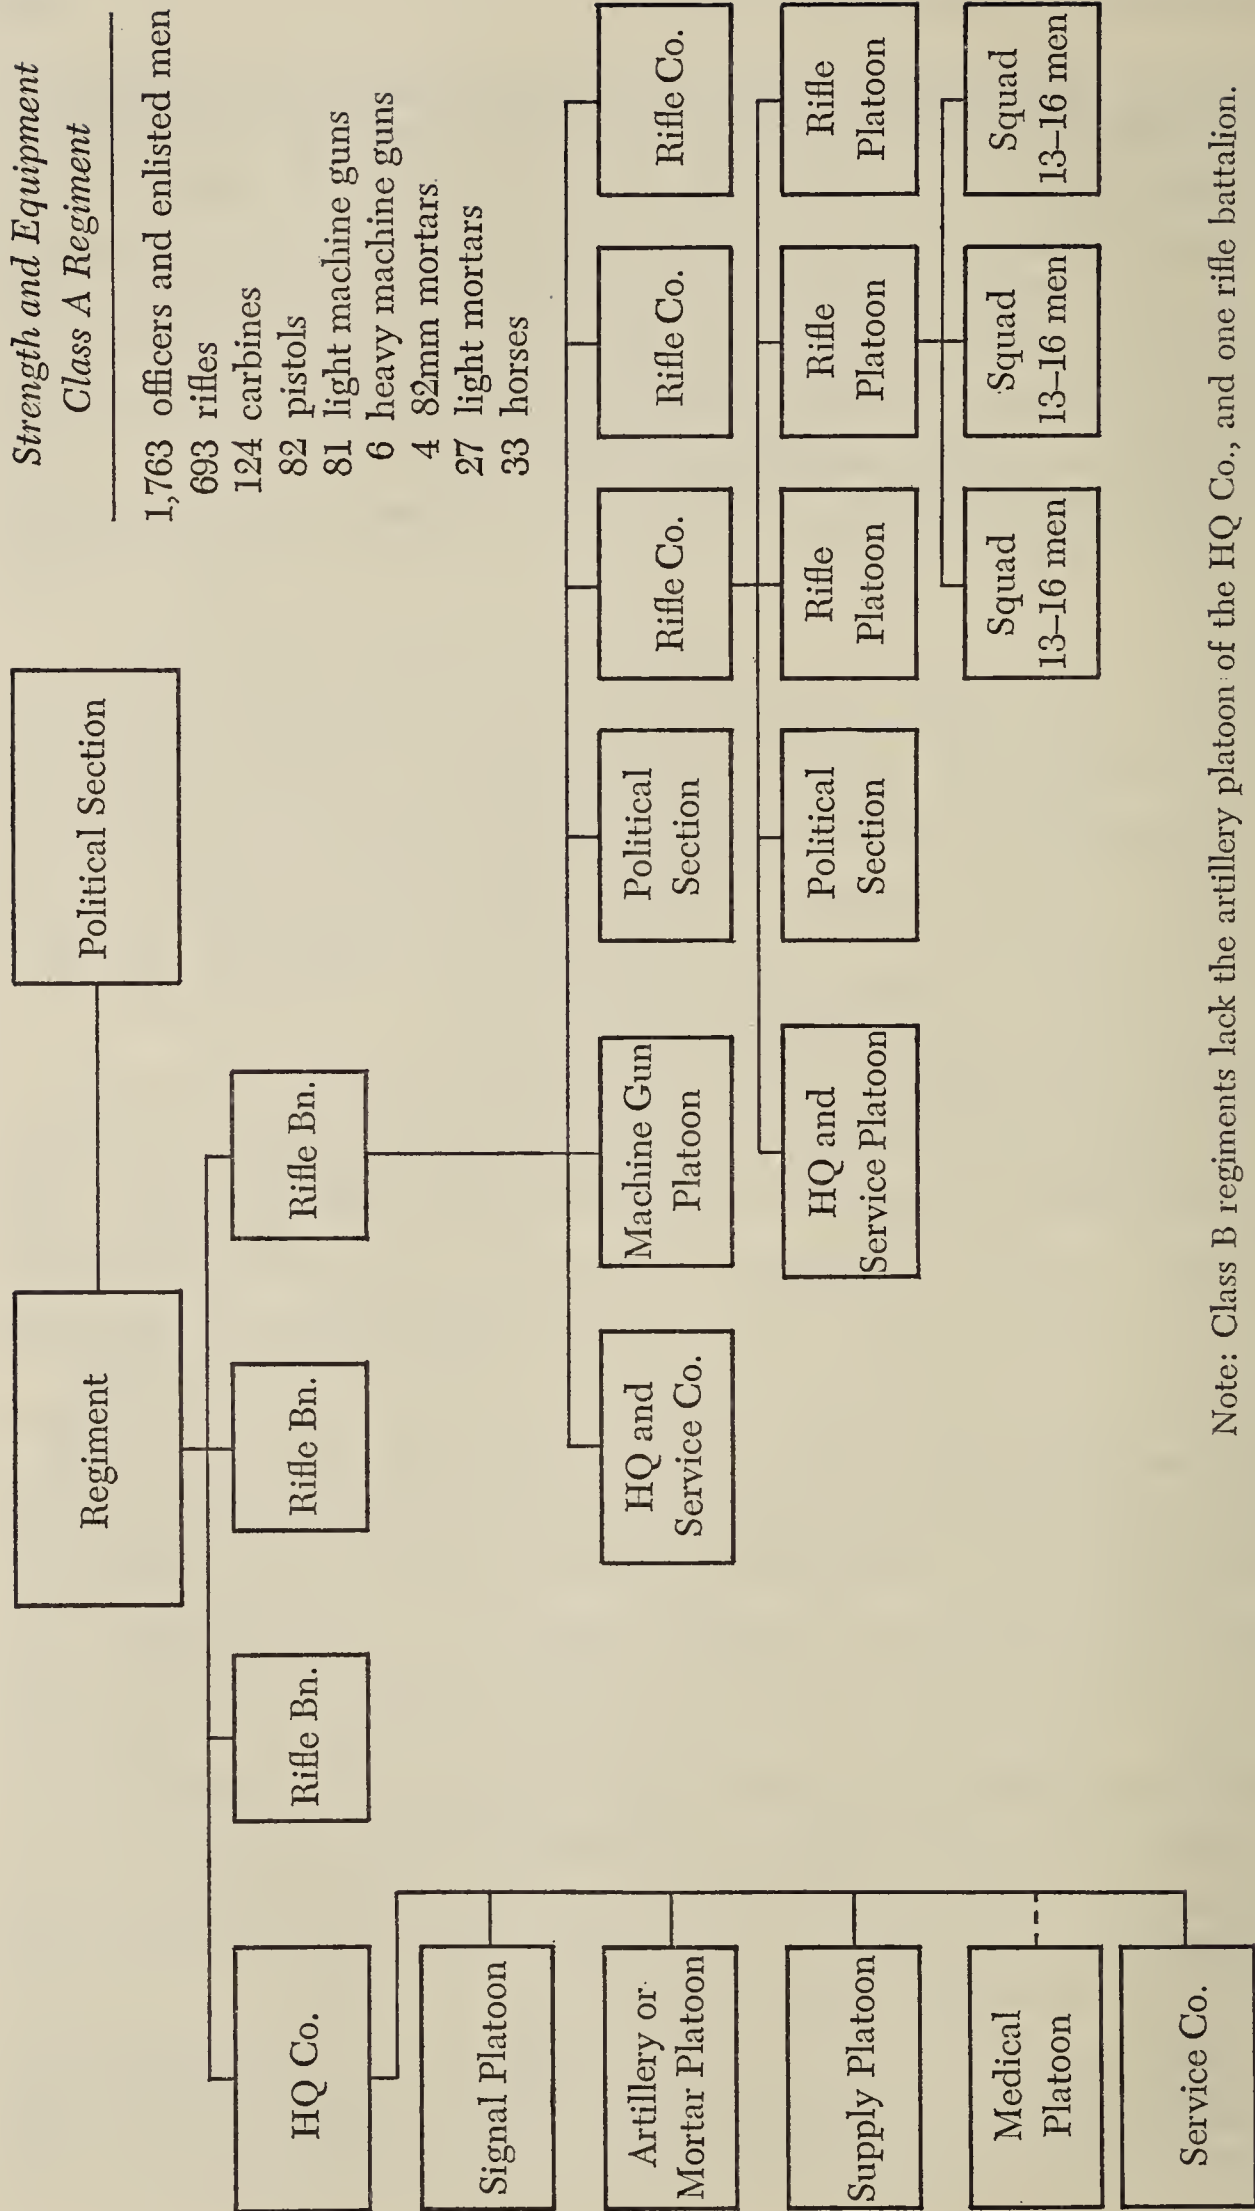 Strength and Equipment
Class A Regiment
1,763 officers and enlisted men
693 rifles
124 carbines
82 pistols
81 light machine guns
6 heavy machine guns
4 82mm mortars
27 light mortars
33 horses
Regiment
Political Section
HQ Co.
Rifle Bn.
Rifle Bn.
Rifle Bn.
Signal Platoon
Artillery or
Mortar Platoon
Supply Platoon
Medical
Platoon
Service Co.
HQ and
Service Co.
Machine Gun
Platoon
Political
Section
Rifle Co.
Rifle Co.
Rifle Co.
HQ and
Service Platoon
Political
Section
Rifle
Platoon
Rifle
Platoon
Rifle
Platoon
Squad
13–16 men
Squad
13–16 men
Squad
13–16 men
Note: Class B regiments lack the artillery platoon of the HQ Co., and one rifle battalion.